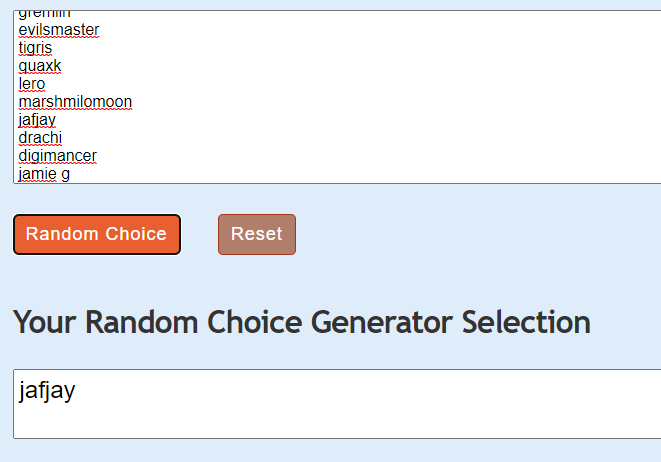 gremlin
evilsmaster
tigris
quaxk
lero
marshmilomoon
jafjay
drachi
digimancer
jamie g
Random Choice
Reset
Your Random Choice Generator Selection
jafjay